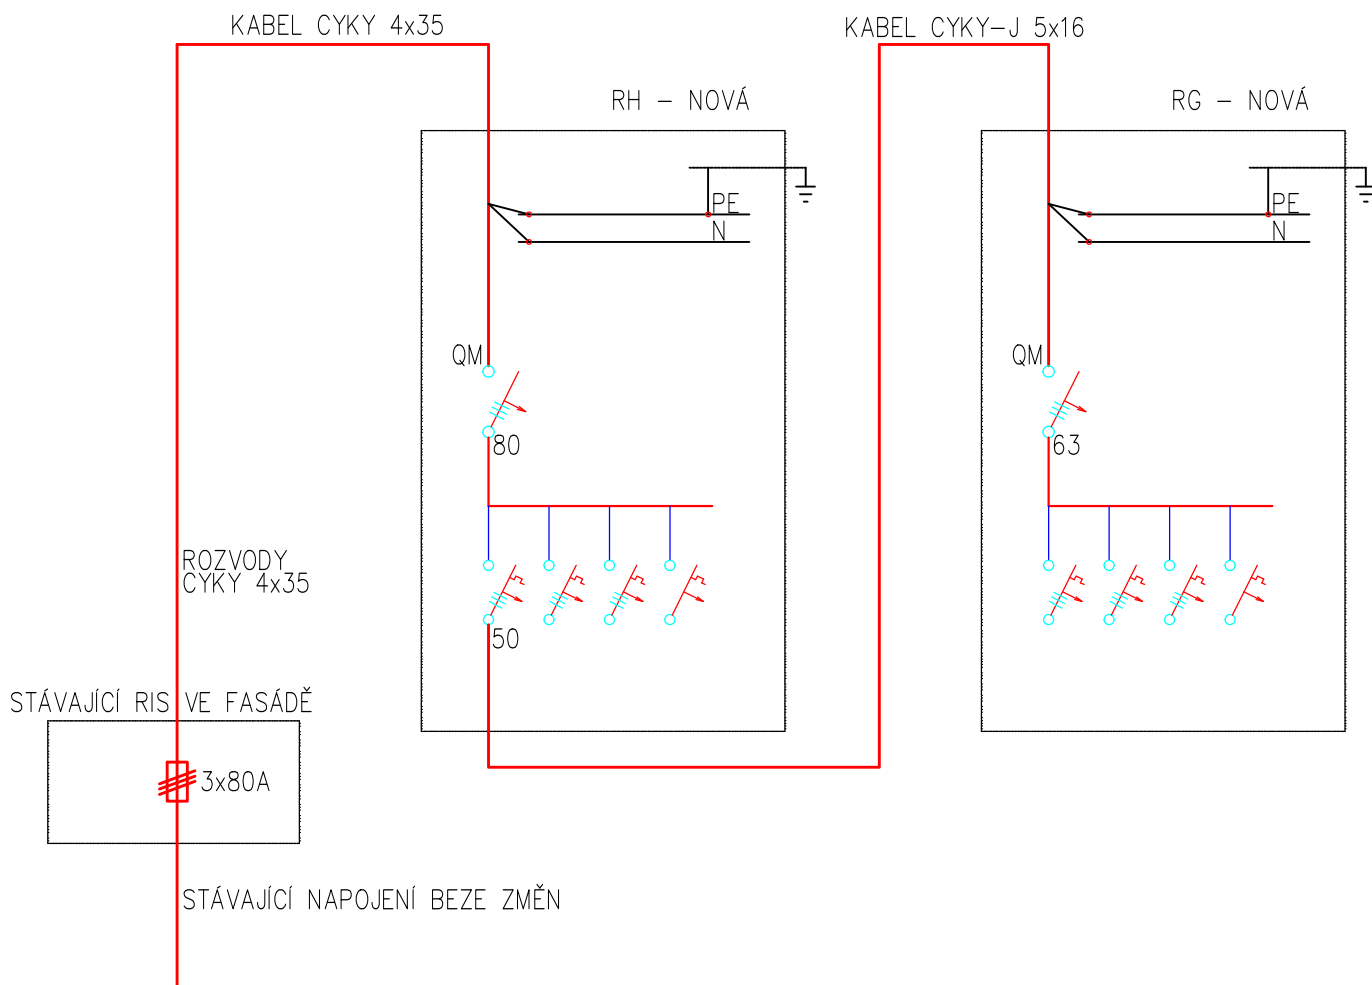 KABEL CYKY 4x35
KABEL CYKY-J 5x16
RH - NOVÁ
RG - NOVÁ
PE
N
PE
N
QM
QM
80
63
ROZVODY
CYKY 4x35
50
STÁVAJÍCÍ RIS VE FASÁDĚ
3x80A
STÁVAJÍCÍ NAPOJENÍ BEZE ZMĚN